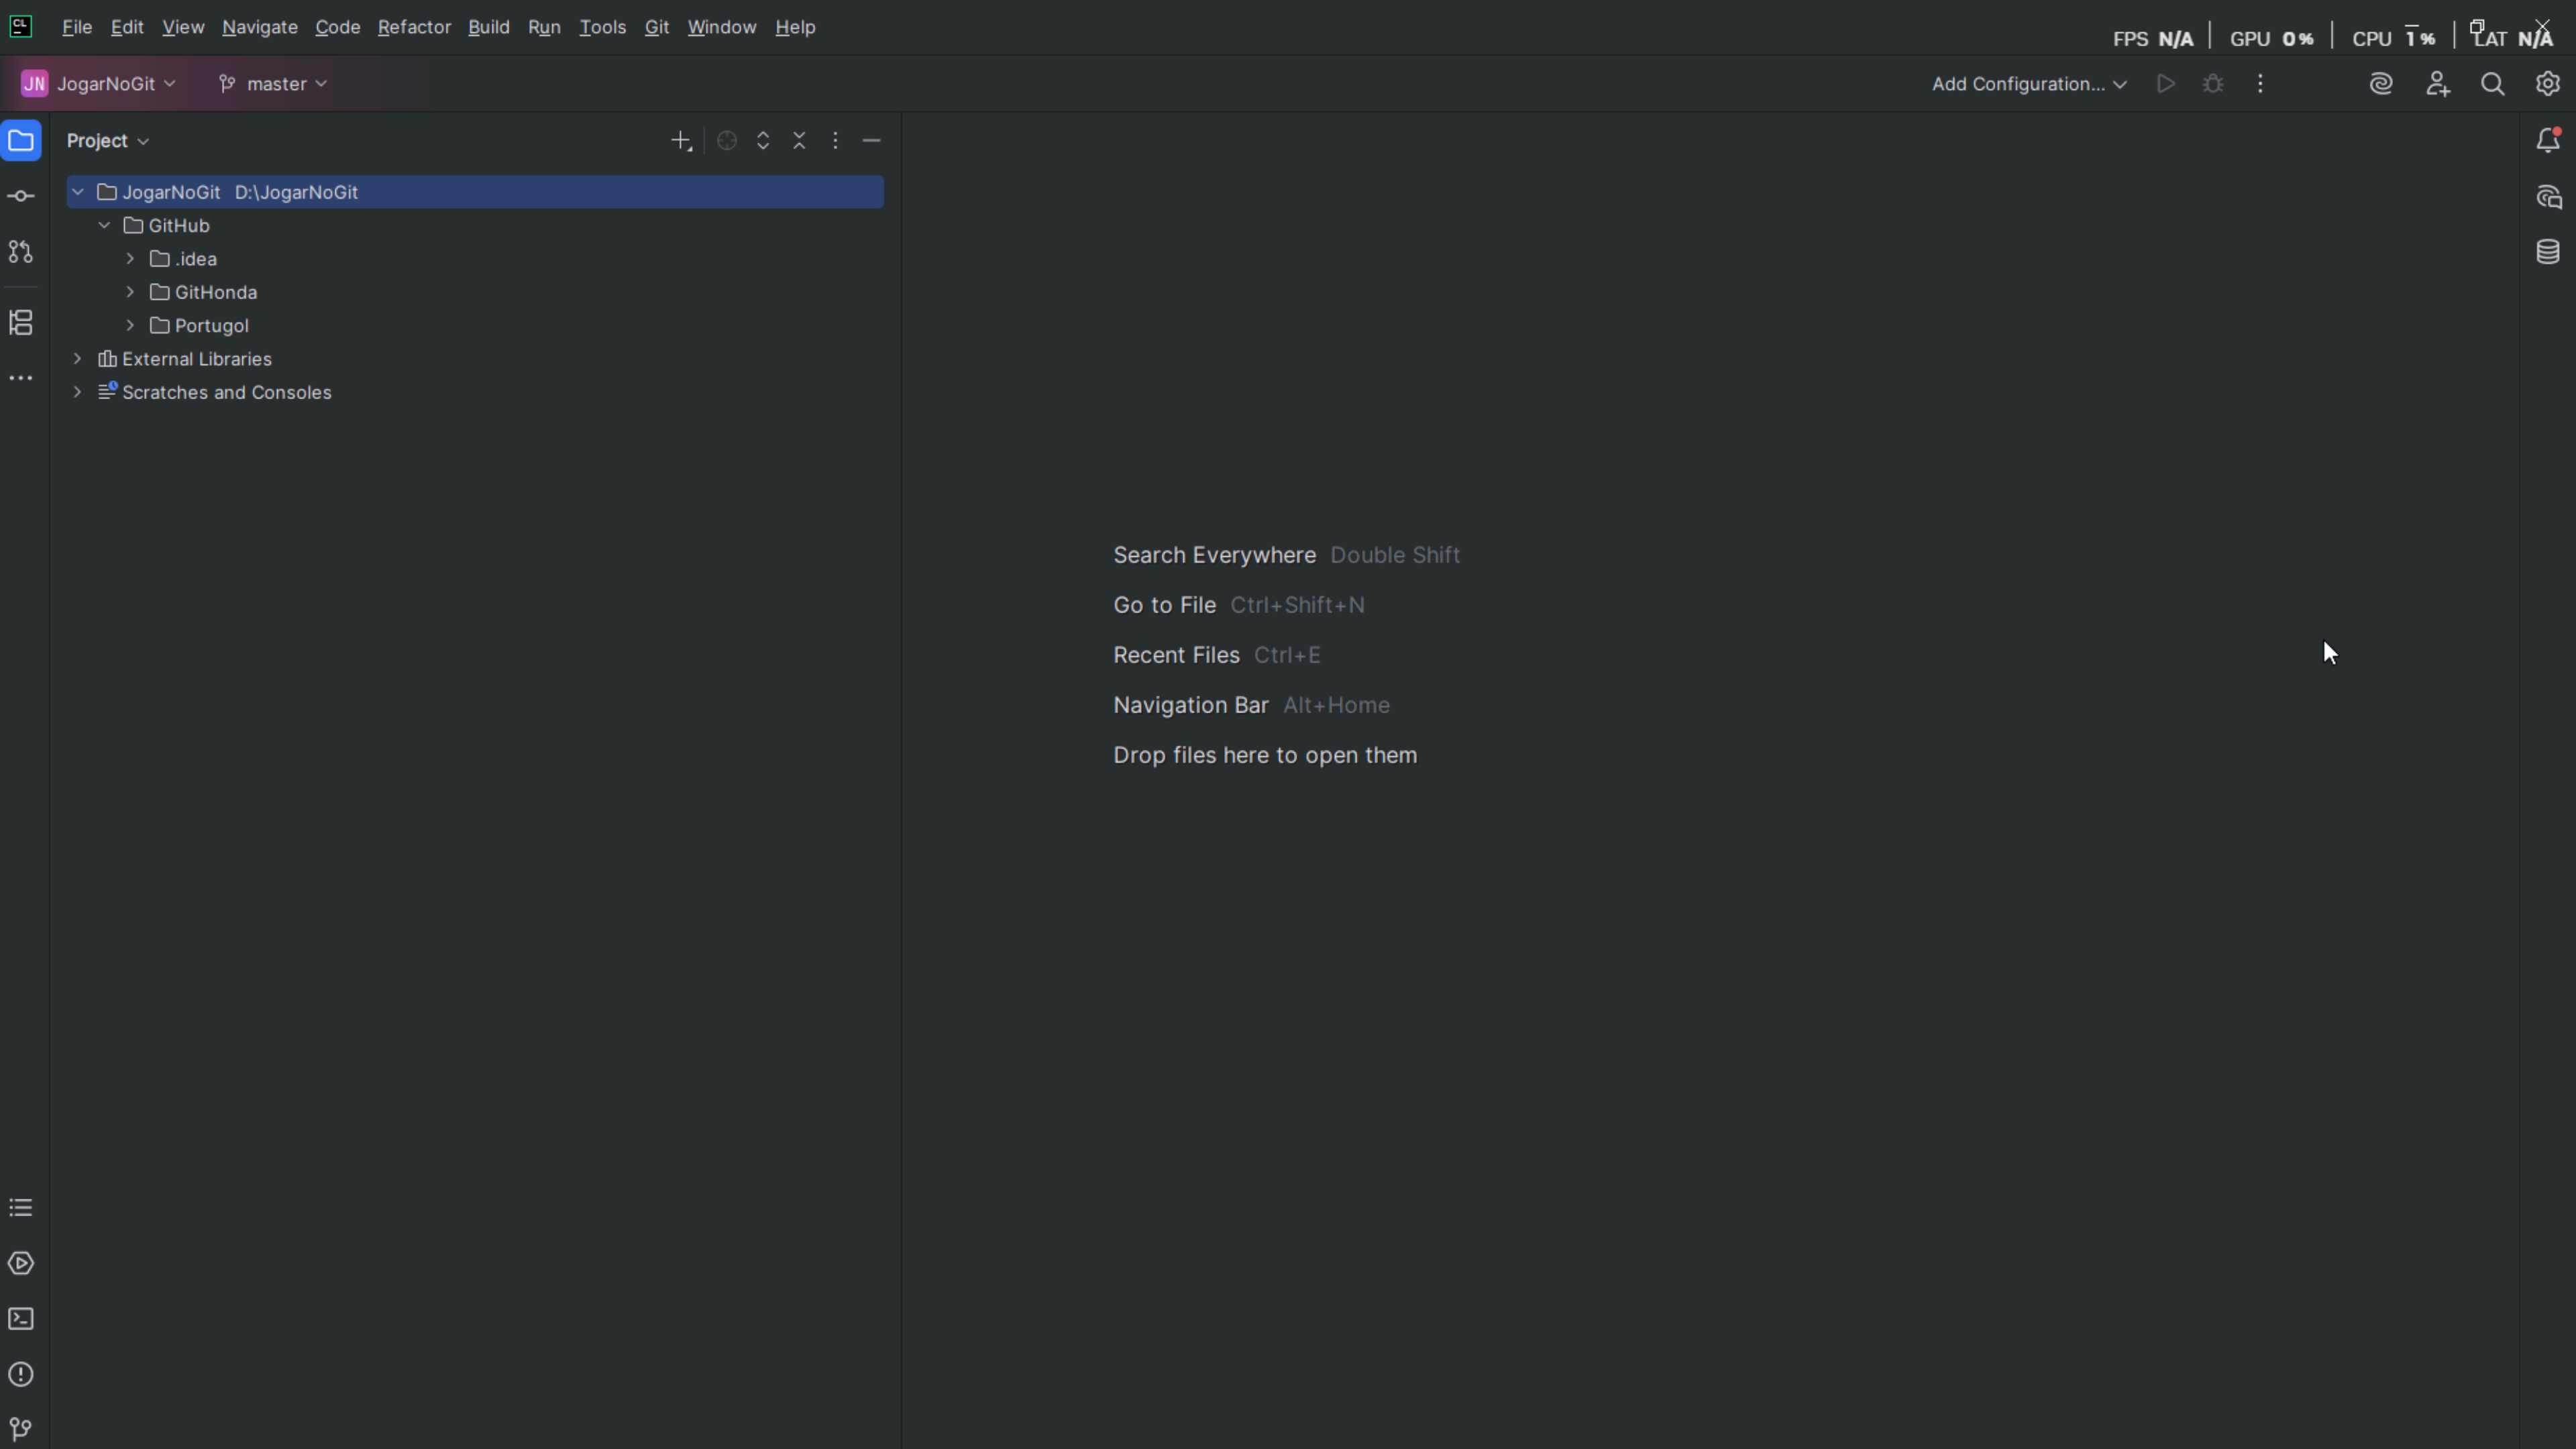 CL
File Edit View Navigate Code Refactor Build Run Tools Git Window Help
FPS N/A GPU 0% CPU 1% LAT N/A
JN JogarNoGit master Add Configuration...
Project
JogarNoGit D:\JogarNoGit
GitHub
.idea
GitHonda
Portugol
External Libraries
Scratches and Consoles
Search Everywhere Double Shift
Go to File Ctrl+Shift+N
Recent Files Ctrl+E
Navigation Bar Alt+Home
Drop files here to open them